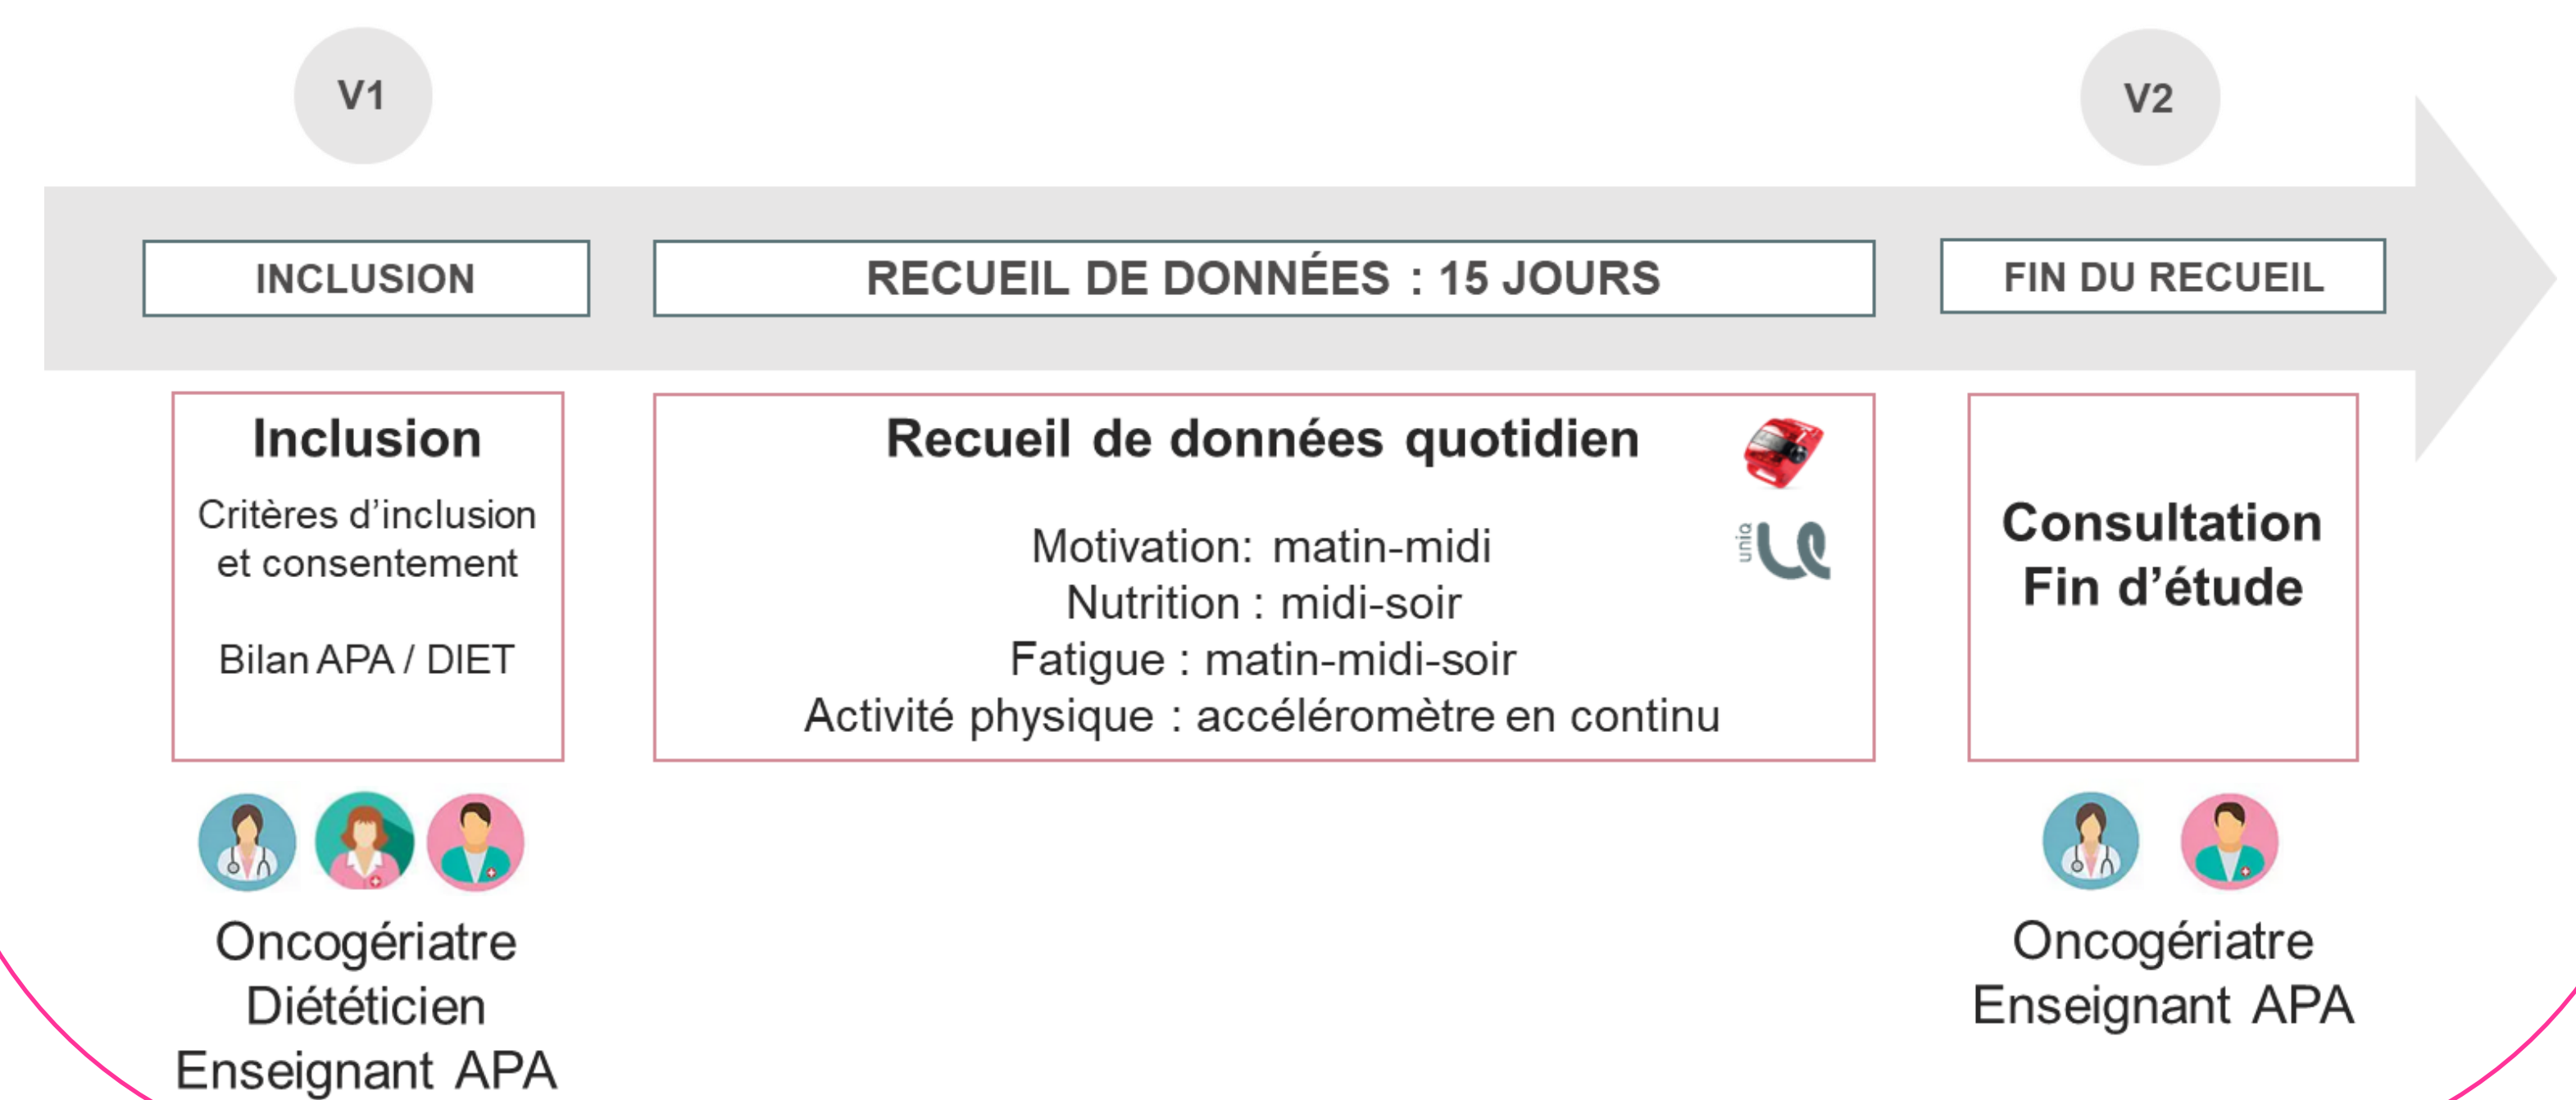 V1
V2
INCLUSION
RECUEIL DE DONNÉES : 15 JOURS
FIN DU RECUEIL
Inclusion
Critères d'inclusion
et consentement
Bilan APA / DIET
Recueil de données quotidien
Motivation: matin-midi
Nutrition : midi-soir
Fatigue : matin-midi-soir
Activité physique : accéléromètre en continu
uniq
Consultation
Fin d'étude
Oncogériatre
Diététicien
Enseignant APA
Oncogériatre
Enseignant APA